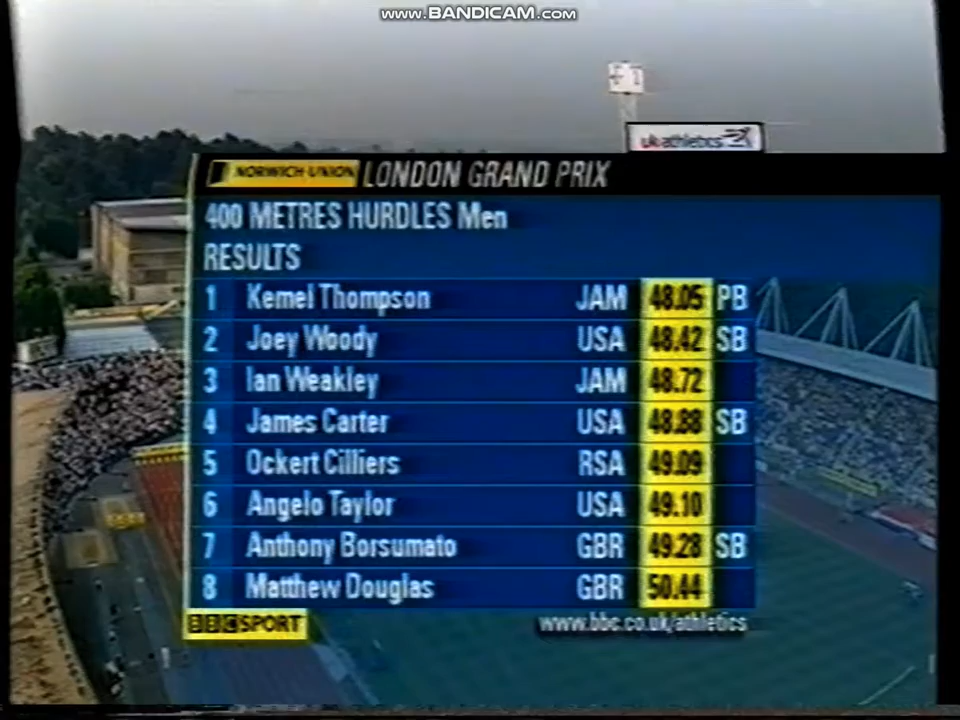 www.BANDICAM.com
uk:athletics
NORWICH UNION LONDON GRAND PRIX
400 METRES HURDLES Men
RESULTS
1 Kemel Thompson JAM 48.05 PB
2 Joey Woody USA 48.42 SB
3 Ian Weakley JAM 48.72
4 James Carter USA 48.88 SB
5 Ockert Cilliers RSA 49.09
6 Angelo Taylor USA 49.10
7 Anthony Borsumato GBR 49.28 SB
8 Matthew Douglas GBR 50.44
BBC SPORT www.bbc.co.uk/athletics